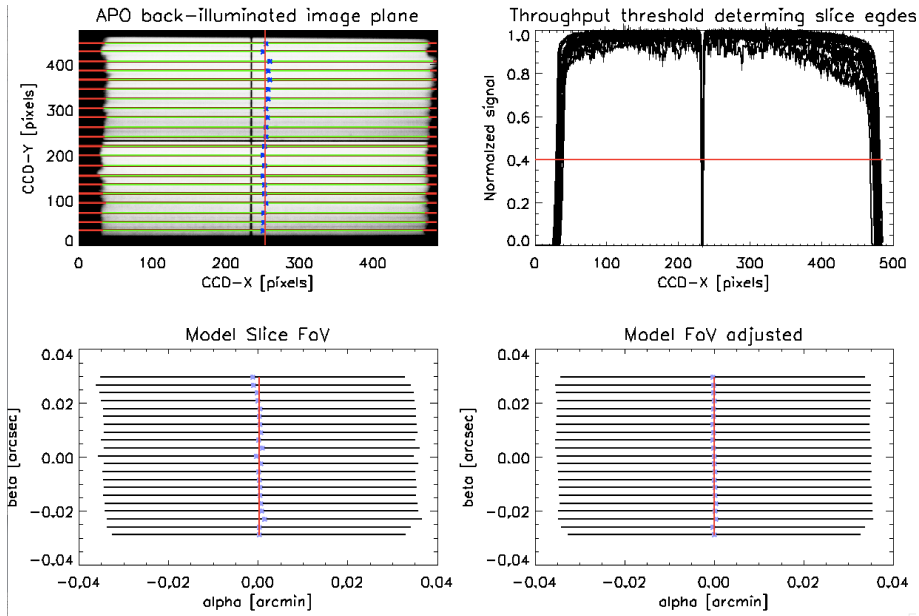 APO back-illuminated image plane
CCD-Y [pixels]
400
300
200
100
0
0 100 200 300 400
CCD-X [pixels]
Throughput threshold determing slice egdes
Normalzed signal
1.0
0.8
0.6
0.4
0.2
0.0
0 100 200 300 400 500
CCD-X [pixels]
Model Slice FoV
beta [arcsec]
0.04
0.02
0.00
-0.02
-0.04
-0.04 -0.02 0.00 0.02 0.04
alpha [arcmin]
Model FoV adjusted
beta [arcsec]
0.04
0.02
0.00
-0.02
-0.04
-0.04 -0.02 0.00 0.02 0.04
alpha [arcmin]